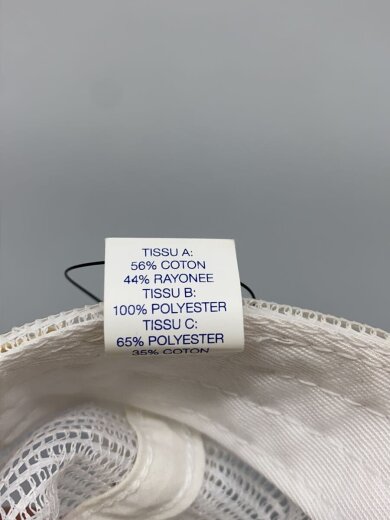 TISSU A:
56% COTON
44% RAYONEE
TISSU B:
100% POLYESTER
TISSU C:
65% POLYESTER
35% COTON